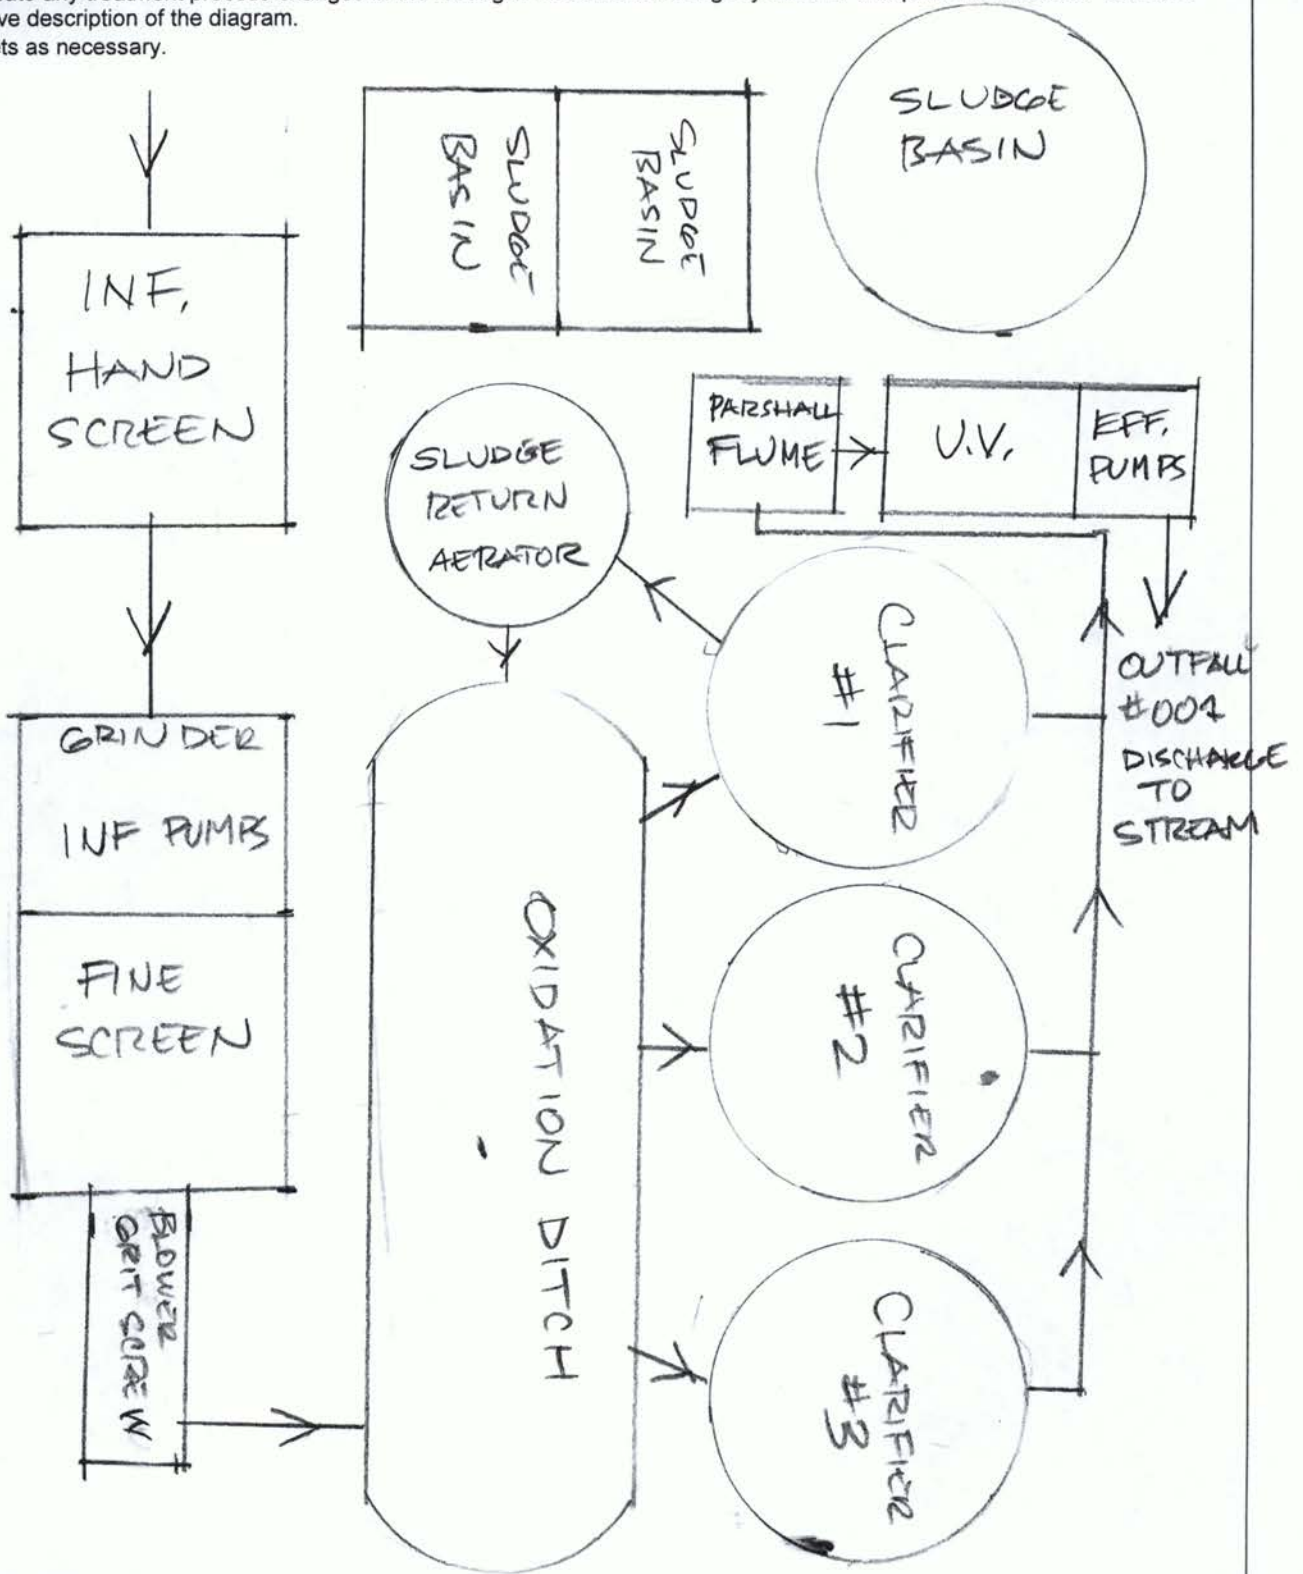 ve description of the diagram.
ts as necessary.
INF.
HAND
SCREEN
GRINDER
INF PUMPS
FINE
SCREEN
BLOWER
GRIT SCREW
SLUDGE
BASIN
SLUDGE
BASIN
SLUDGE
BASIN
SLUDGE
RETURN
AERATOR
OXIDATION DITCH
PARSHALL
FLUME
U.V.
EFF.
PUMPS
CLARIFIER
#1
CLARIFIER
#2
CLARIFIER
#3
OUTFALL
#001
DISCHARGE
TO
STREAM